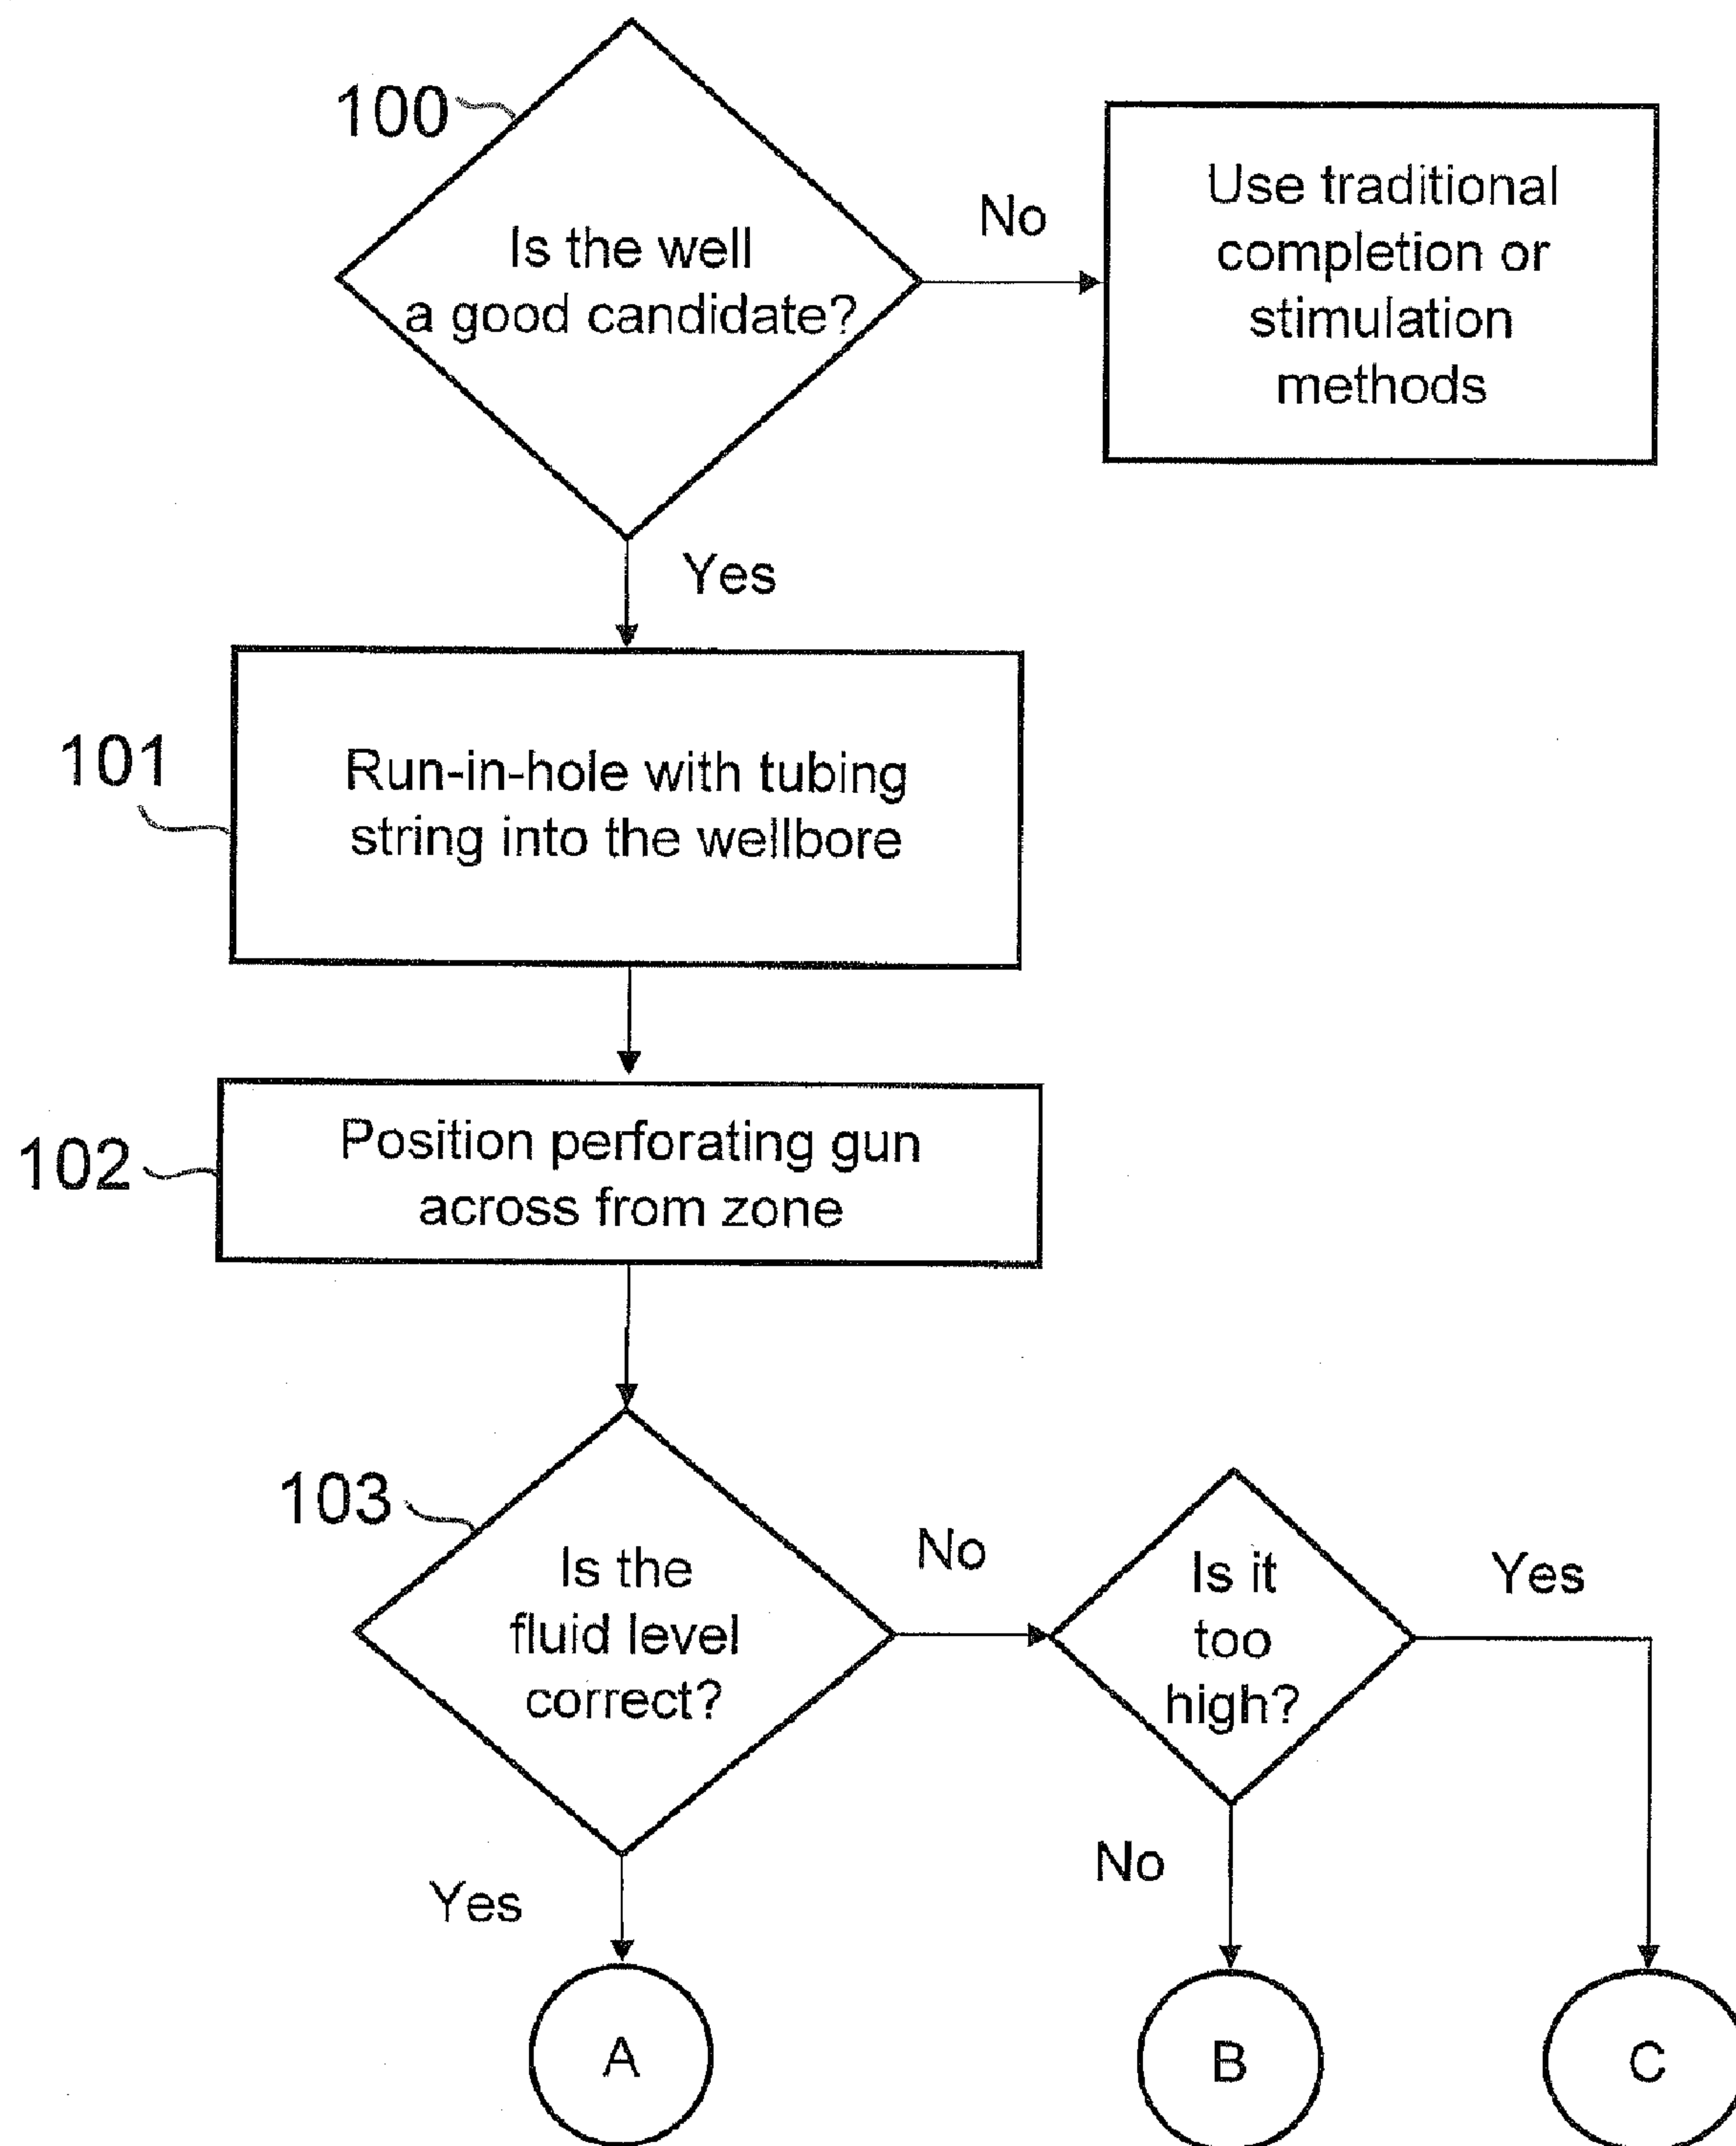 100
Is the well
a good candidate?
No
Use traditional
completion or
stimulation
methods
Yes
101
Run-in-hole with tubing
string into the wellbore
102
Position perforating gun
across from zone
103
Is the
fluid level
correct?
No
Is it
too
high?
Yes
No
Yes
A
B
C